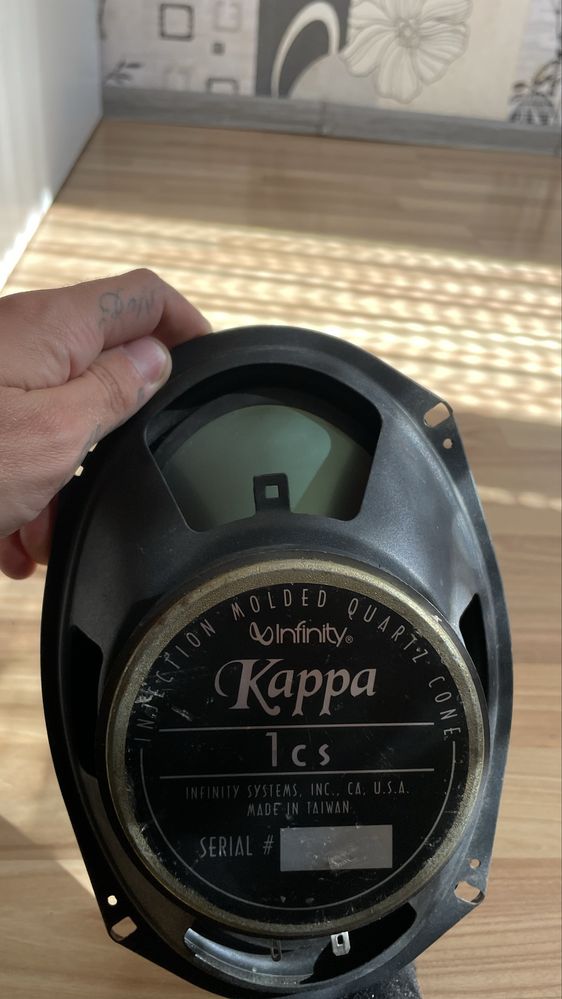 INJECTION MOLDED QUARTZ CONE
Infinity®
Kappa
1cs
INFINITY SYSTEMS, INC., CA, U.S.A.
MADE IN TAIWAN
SERIAL #